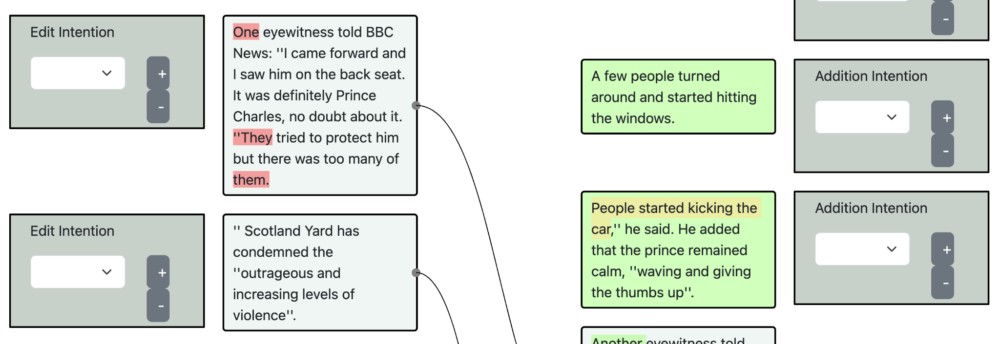 Edit Intention
+
-
One eyewitness told BBC
News: ''I came forward and
I saw him on the back seat.
It was definitely Prince
Charles, no doubt about it.
''They tried to protect him
but there was too many of
them.
Edit Intention
+
-
'' Scotland Yard has
condemned the
''outrageous and
increasing levels of
violence''.
-
A few people turned
around and started hitting
the windows.
Addition Intention
+
-
People started kicking the
car,'' he said. He added
that the prince remained
calm, ''waving and giving
the thumbs up''.
Addition Intention
+
-
Another eyewitness told